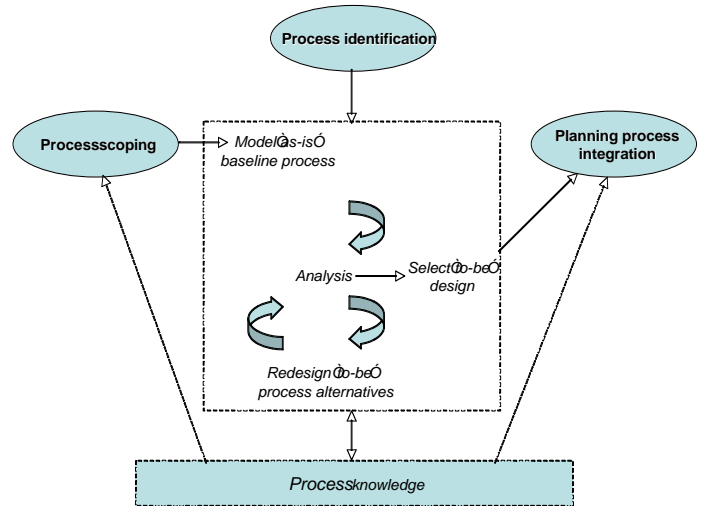 Process identification
Processscoping
ModelÒas-isÓ
baseline process
Planning process
integration
Analysis
SelectÒto-beÓ
design
RedesignÒto-beÓ
process alternatives
Processknowledge